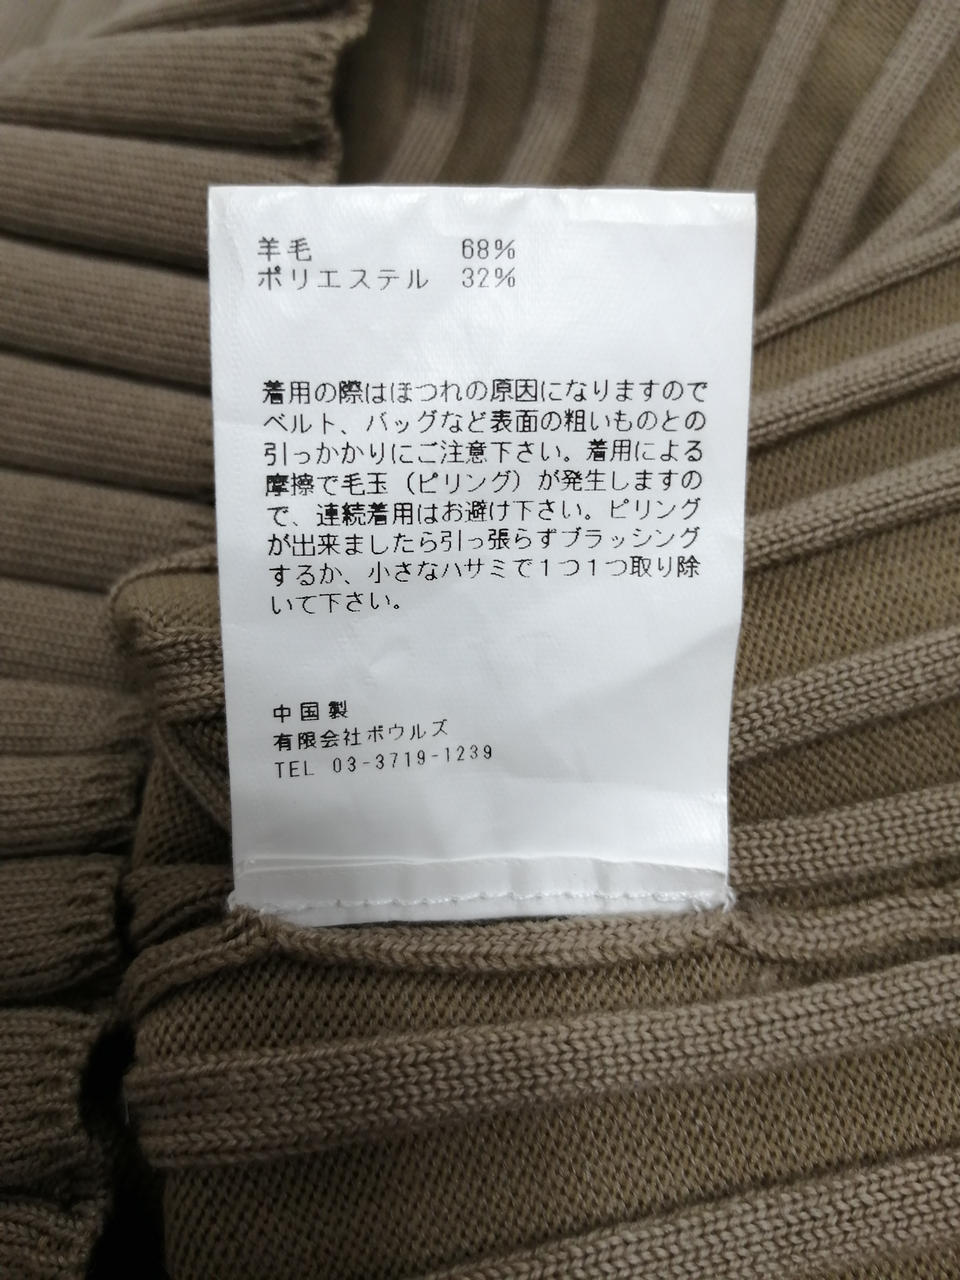 羊毛 68%
ポリエステル 32%
着用の際はほつれの原因になりますので
ベルト、バッグなど表面の粗いものとの
引っかかりにご注意下さい。着用による
摩擦で毛玉（ピリング）が発生しますの
で、連続着用はお避け下さい。ピリング
が出来ましたら引っ張らずブラッシング
するか、小さなハサミで１つ１つ取り除
いて下さい。
中国製
有限会社ボウルズ
TEL 03-3719-1239